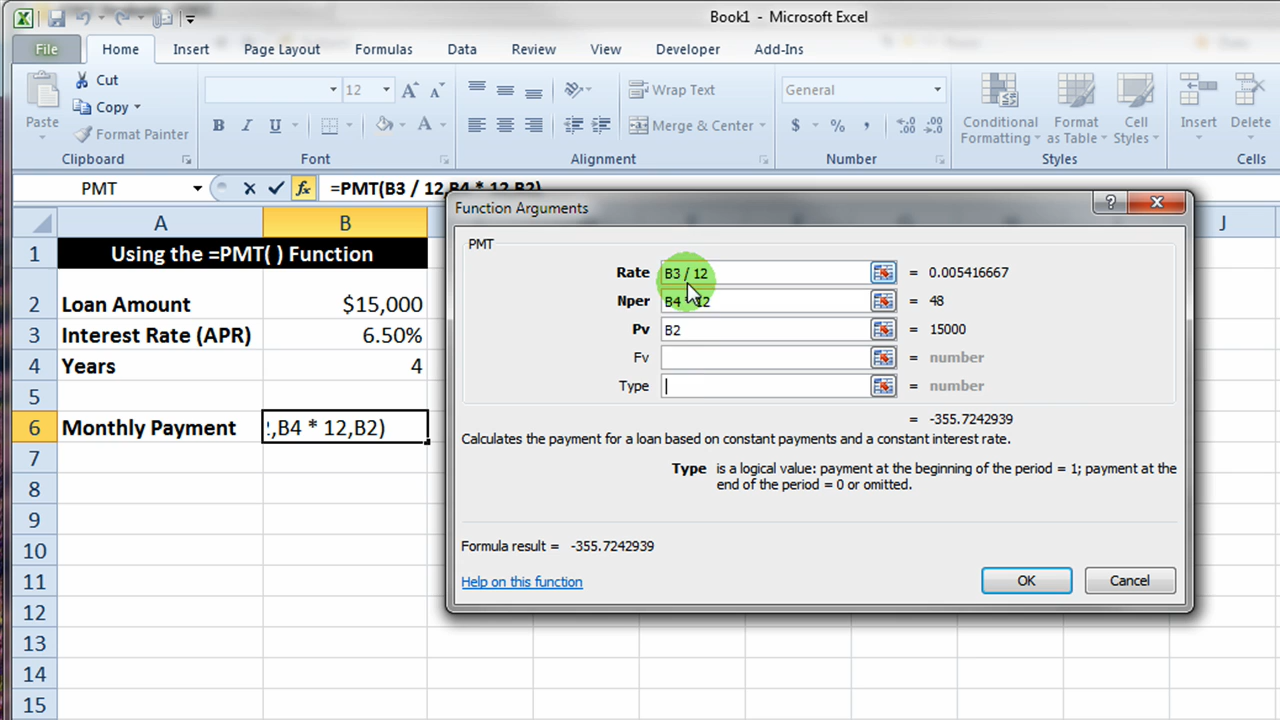 Book1 - Microsoft Excel
File Home Insert Page Layout Formulas Data Review View Developer Add-Ins
Paste
Cut
Copy
Format Painter
Clipboard
12
A A
B I U A
Font
Wrap Text
Merge & Center
Alignment
General
$ % ,
Number
Conditional Formatting
Format as Table
Cell Styles
Styles
Insert
Delete
Cells
PMT fx =PMT(B3 / 12,B4 * 12,B2)
A B J
1 Using the =PMT( ) Function
2 Loan Amount $15,000
3 Interest Rate (APR) 6.50%
4 Years 4
5
6 Monthly Payment ,B4 * 12,B2)
7
8
9
10
11
12
13
14
15
Function Arguments
?
PMT
Rate B3 / 12 = 0.005416667
Nper B4 * 12 = 48
Pv B2 = 15000
Fv = number
Type = number
= -355.7242939
Calculates the payment for a loan based on constant payments and a constant interest rate.
Type is a logical value: payment at the beginning of the period = 1; payment at the
end of the period = 0 or omitted.
Formula result = -355.7242939
Help on this function
OK Cancel